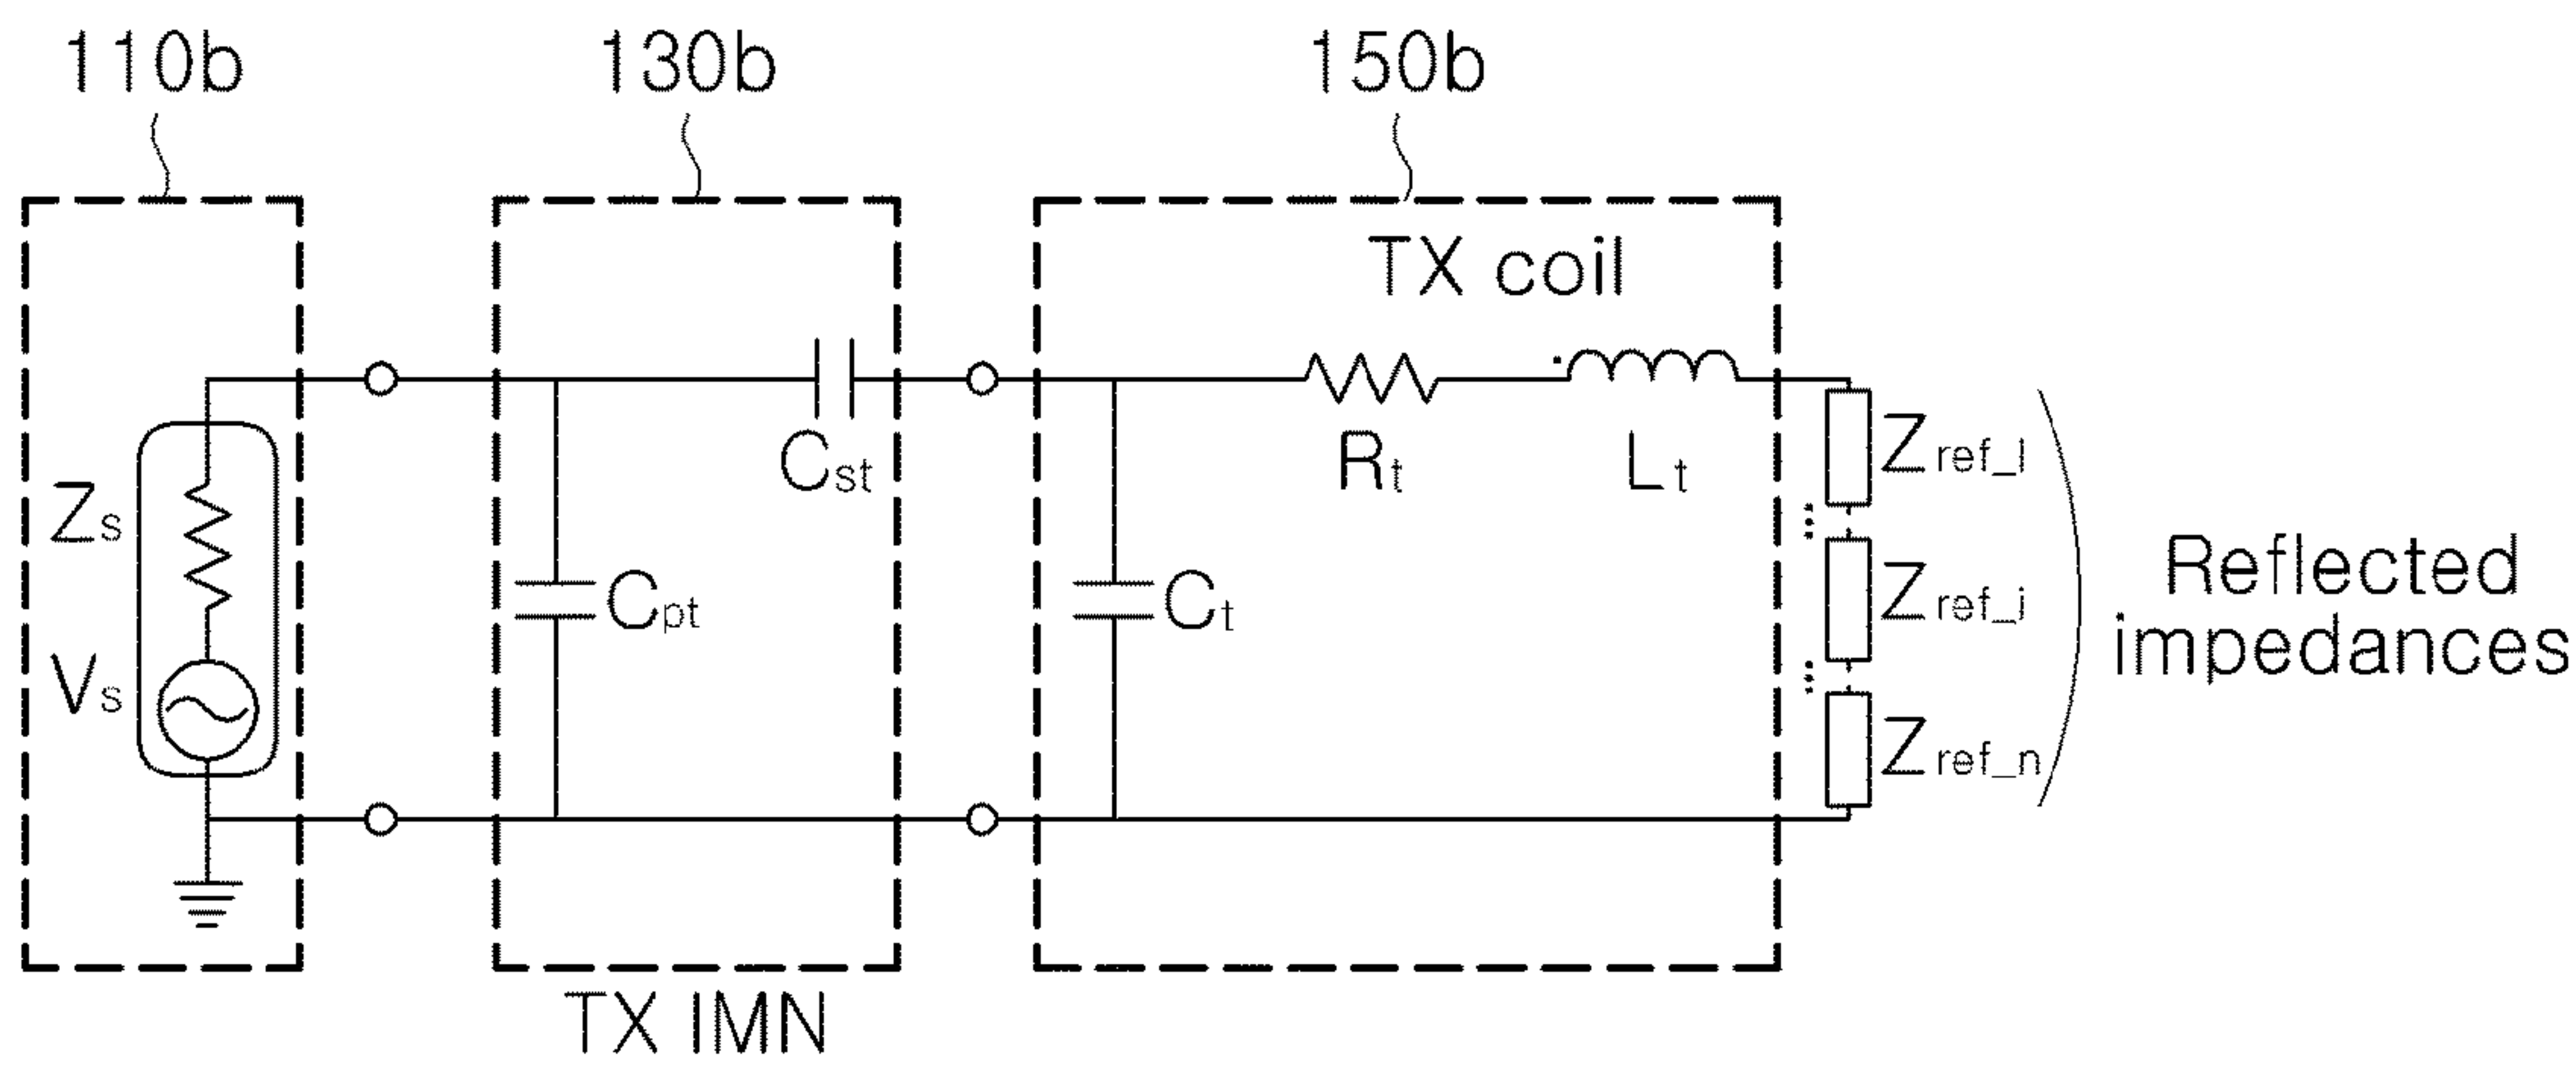 110b
130b
150b
TX coil
Zs
Vs
Cpt
Cst
Ct
Rt
Lt
Zref_l
...
Zref_i
...
Zref_n
Reflected
impedances
TX IMN